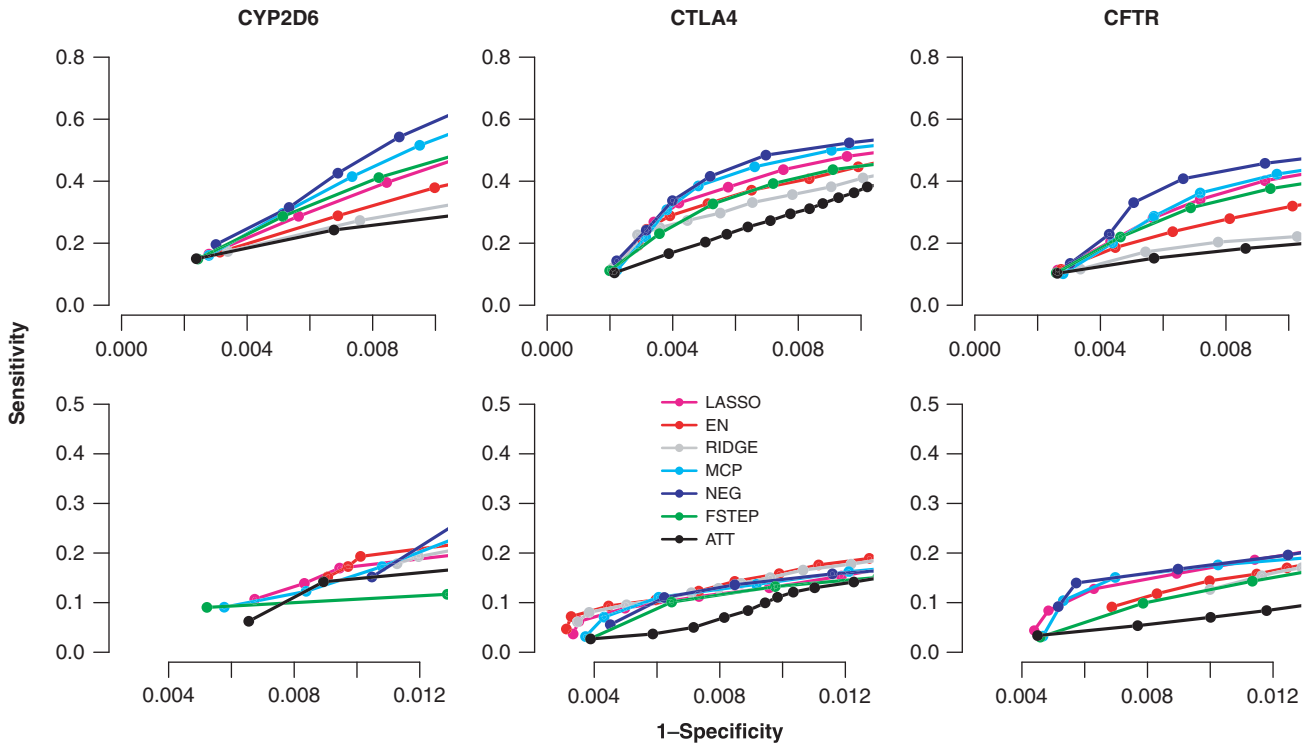 CYP2D6 CTLA4 CFTR
0.8 0.8 0.8
0.6 0.6 0.6
0.4 0.4 0.4
0.2 0.2 0.2
0.0 0.0 0.0
0.000 0.004 0.008 0.000 0.004 0.008 0.000 0.004 0.008
Sensitivity
0.5 0.5 0.5
LASSO
0.4 0.4 0.4
EN
RIDGE
0.3 0.3 0.3
MCP
NEG
FSTEP
0.2 0.2 0.2
ATT
0.1 0.1 0.1
0.0 0.0 0.0
0.004 0.008 0.012 0.004 0.008 0.012 0.004 0.008 0.012
1–Specificity